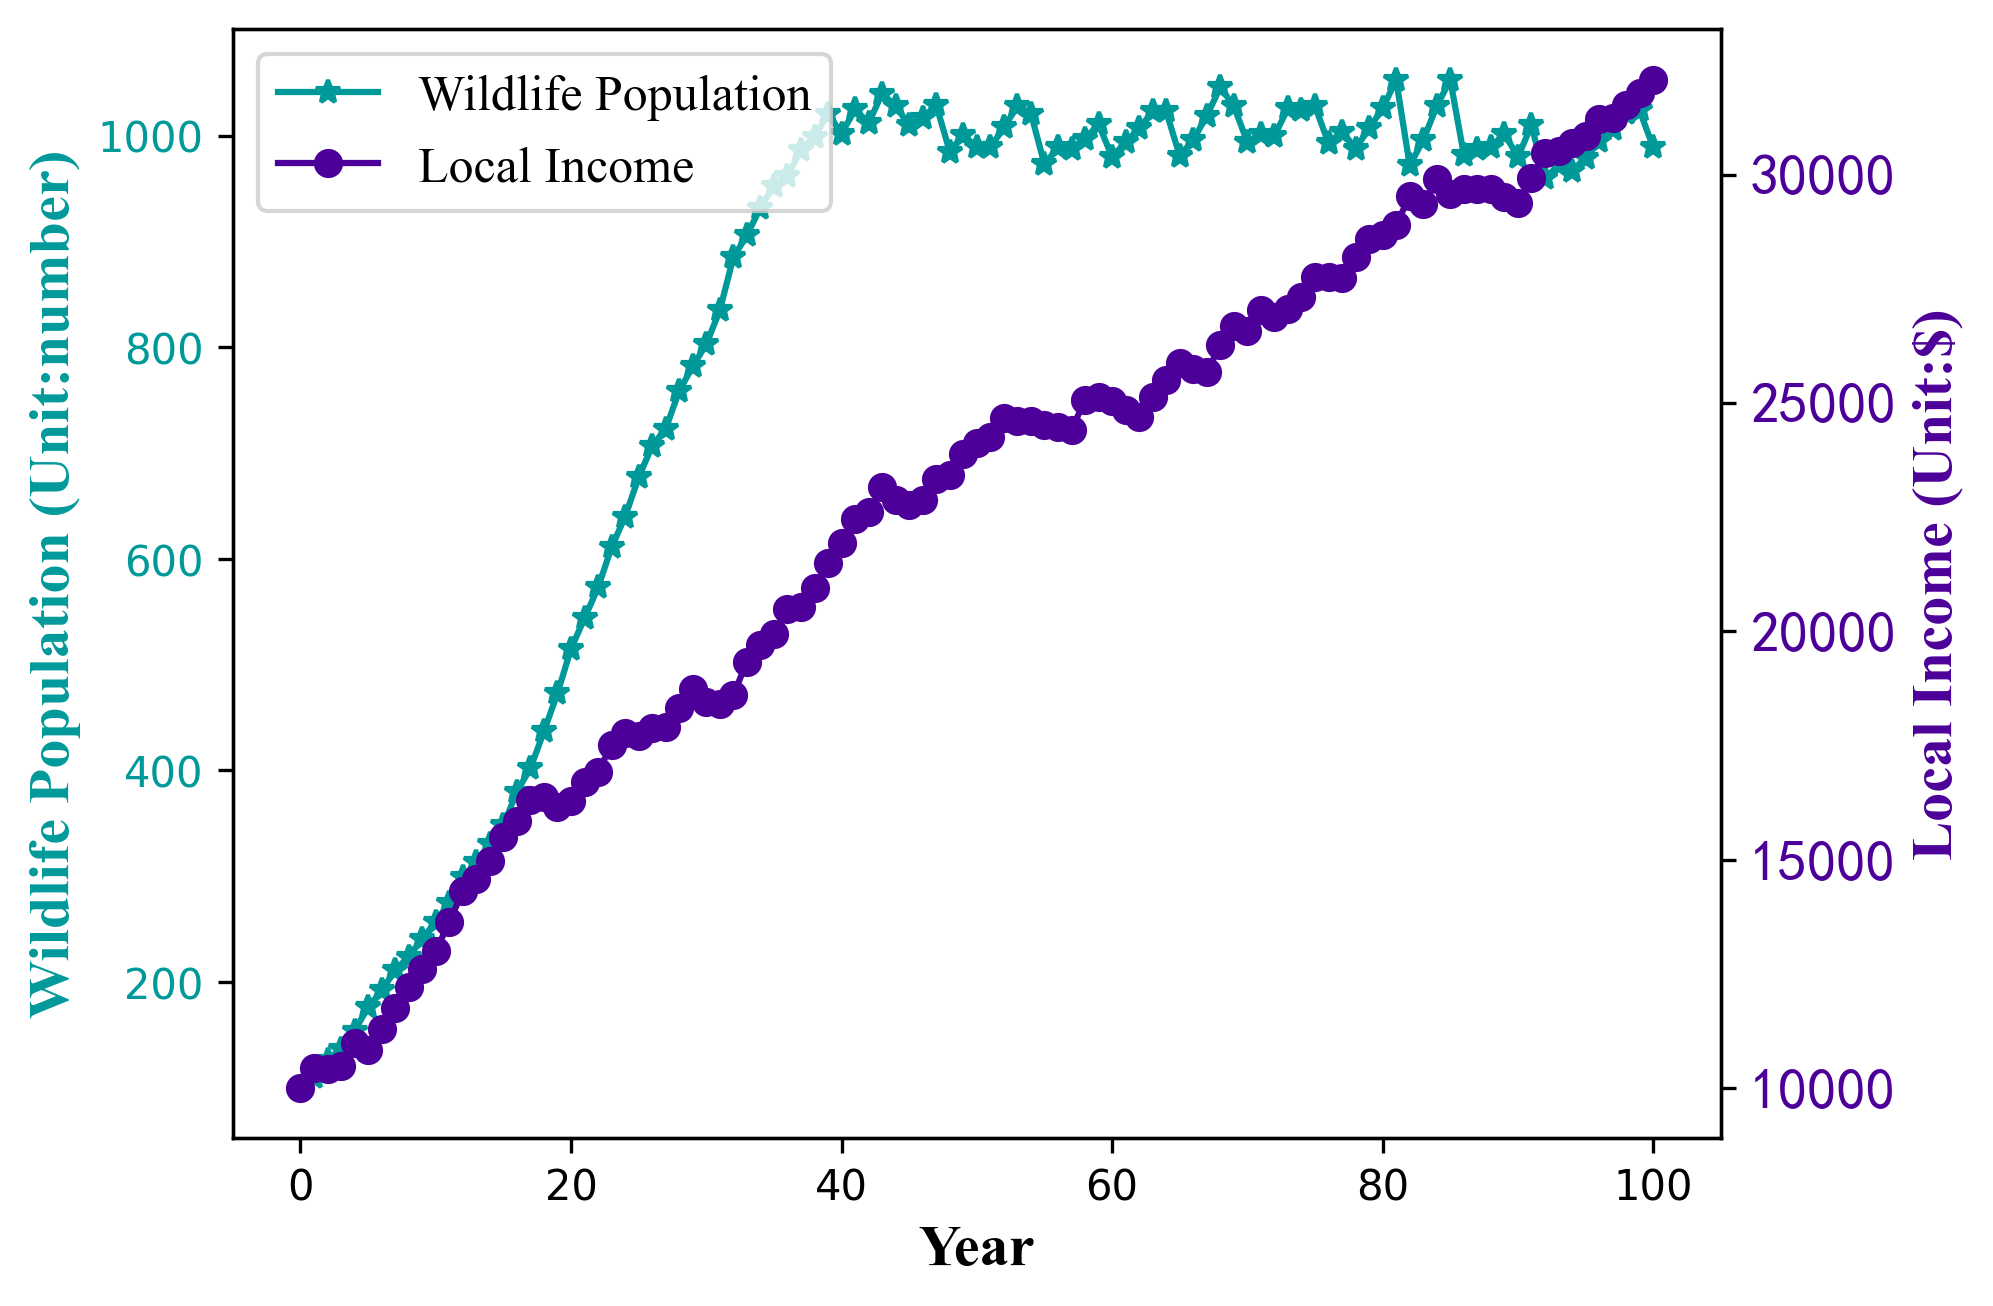 Wildlife Population
Local Income
Wildlife Population (Unit:number)
1000
800
600
400
200
Local Income (Unit:$)
30000
25000
20000
15000
10000
0 20 40 60 80 100
Year